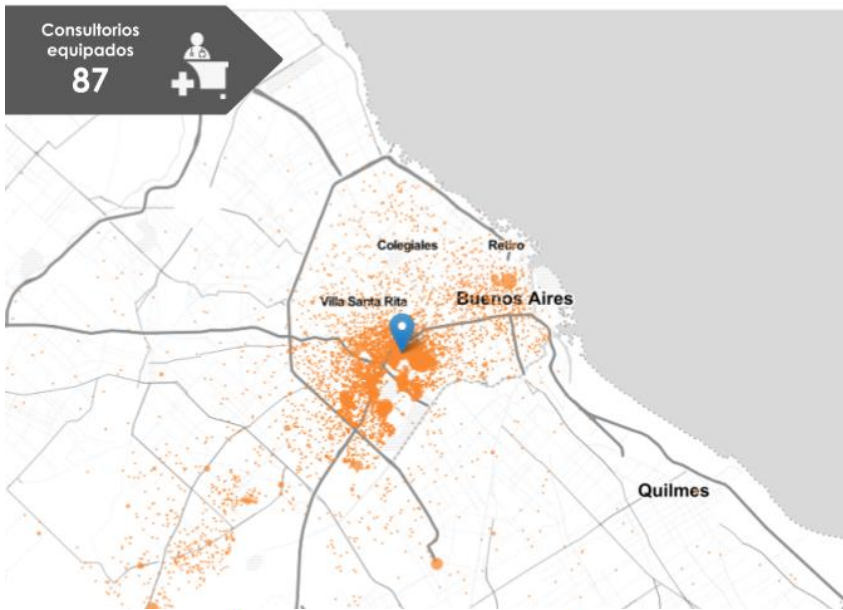 Consultorios
equipados
87
Colegiales
Retiro
Villa Santa Rita
Buenos Aires
Quilmes